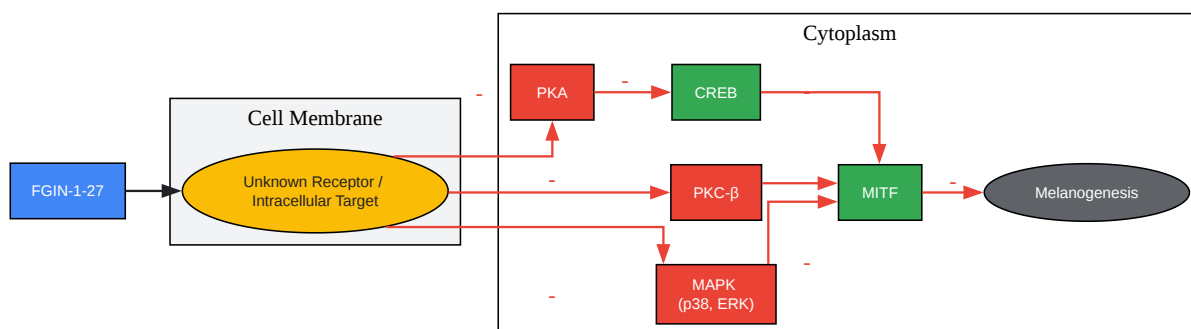 Cytoplasm
-
PKA
-
CREB
-
Cell Membrane
FGIN-1-27
Unknown Receptor /
Intracellular Target
-
PKC-β
MITF
-
Melanogenesis
-
MAPK
(p38, ERK)
-